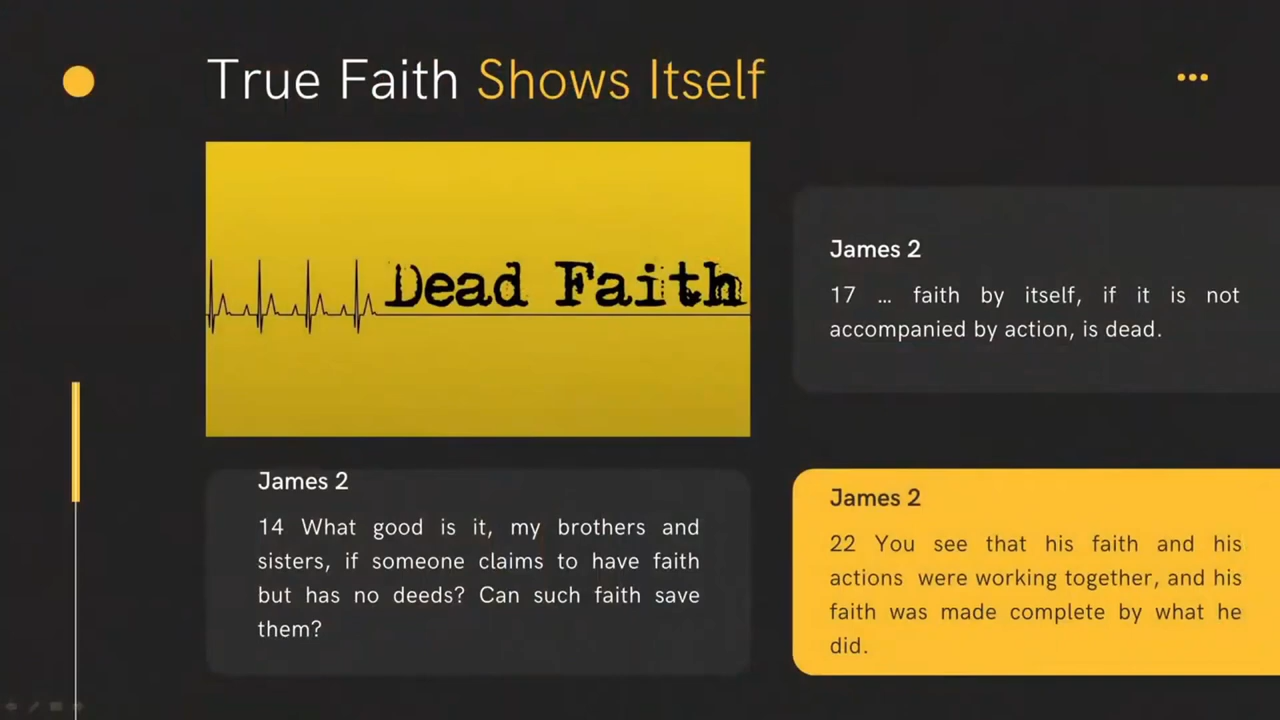 True Faith Shows Itself
Dead Faith
James 2
17 … faith by itself, if it is not
accompanied by action, is dead.
James 2
14 What good is it, my brothers and
sisters, if someone claims to have faith
but has no deeds? Can such faith save
them?
James 2
22 You see that his faith and his
actions were working together, and his
faith was made complete by what he
did.